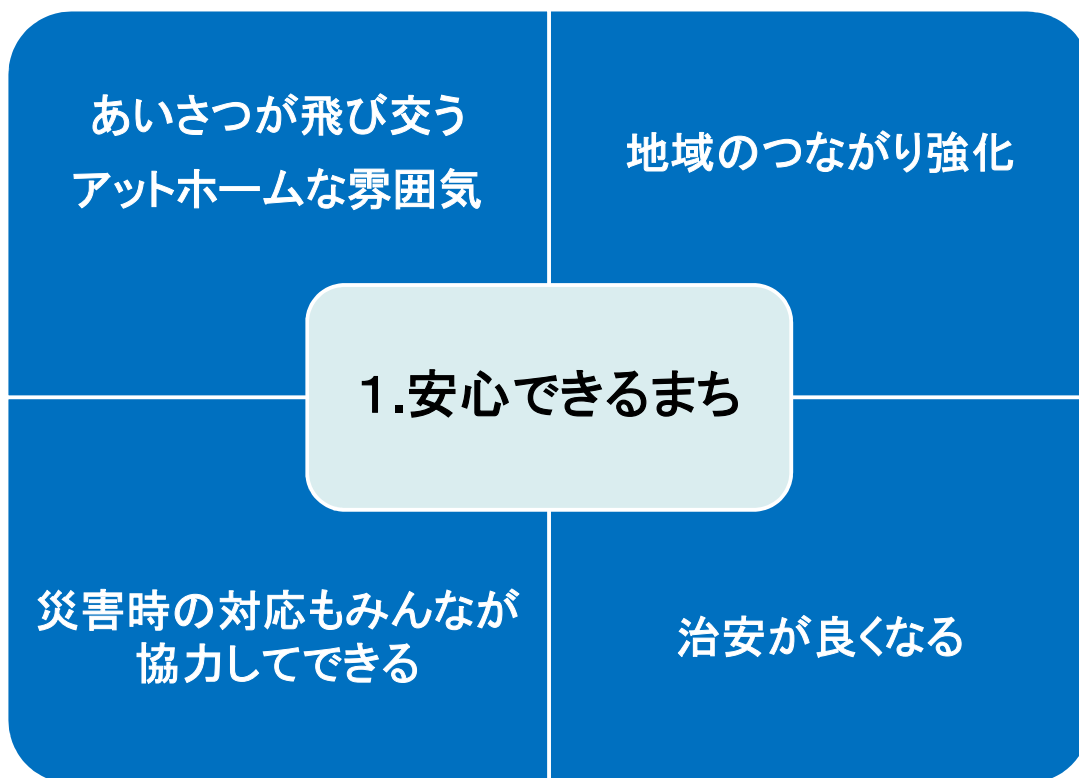 あいさつが飛び交う
アットホームな雰囲気
地域のつながり強化
１.安心できるまち
災害時の対応もみんなが
協力してできる
治安が良くなる